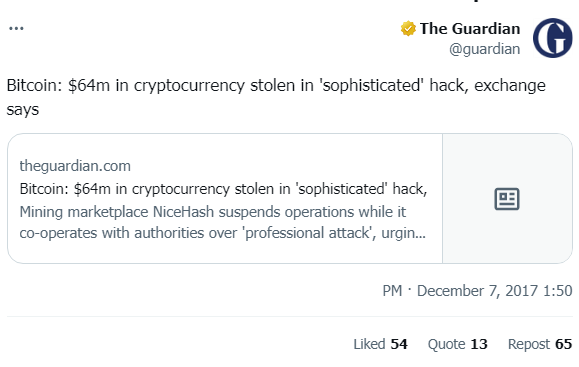 The Guardian
@guardian
Bitcoin: $64m in cryptocurrency stolen in 'sophisticated' hack, exchange
says
theguardian.com
Bitcoin: $64m in cryptocurrency stolen in 'sophisticated' hack,
Mining marketplace NiceHash suspends operations while it
co-operates with authorities over 'professional attack', urgin...
PM · December 7, 2017 1:50
Liked 54 Quote 13 Repost 65